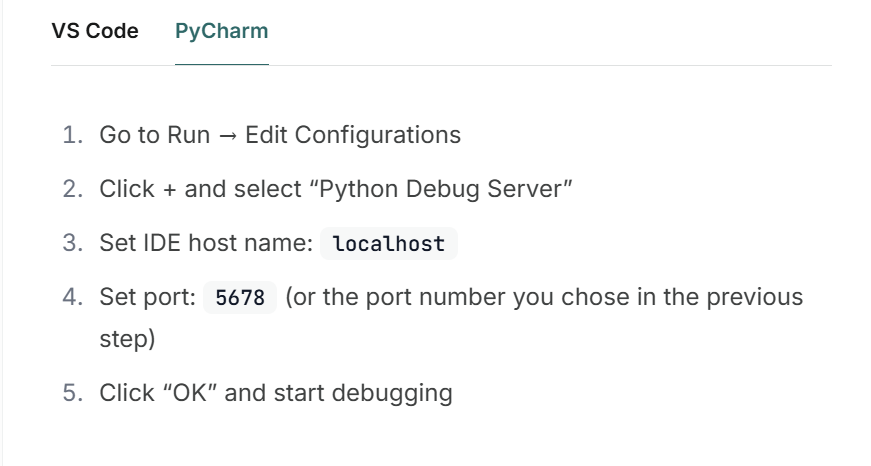 VS Code PyCharm
1. Go to Run → Edit Configurations
2. Click + and select “Python Debug Server”
3. Set IDE host name: localhost
4. Set port: 5678 (or the port number you chose in the previous
step)
5. Click “OK” and start debugging